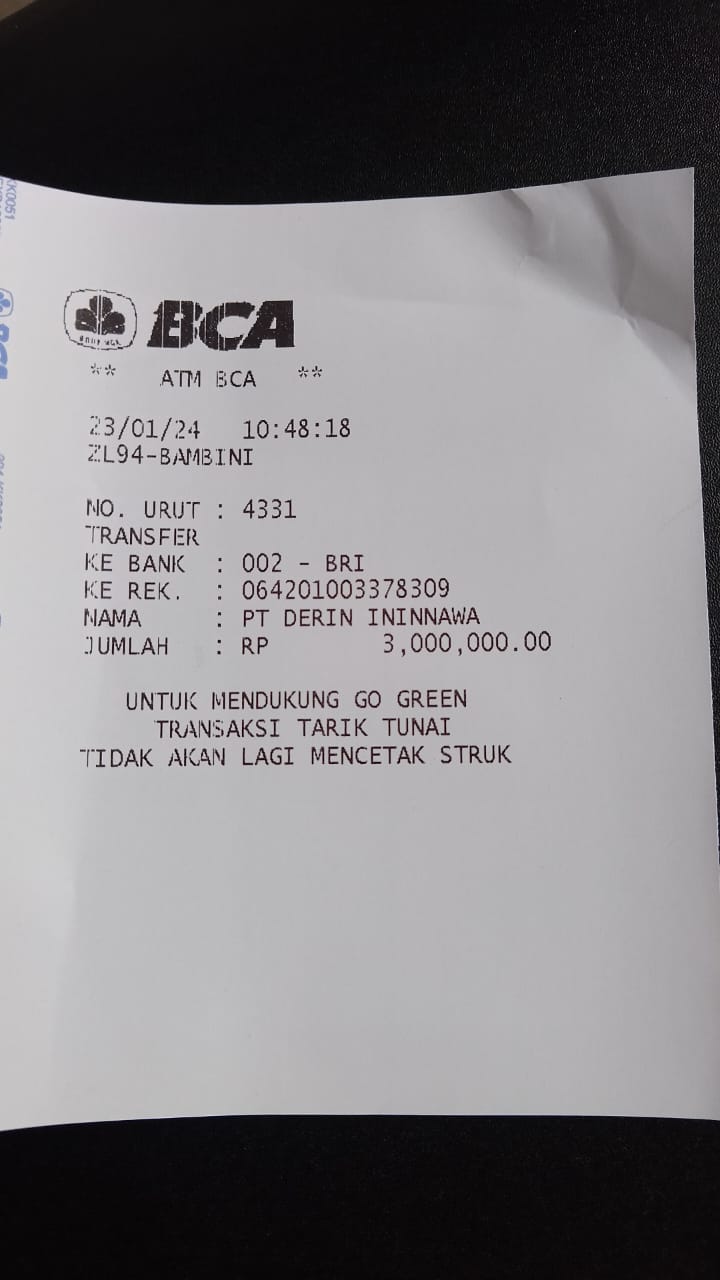 BCA
** ATM BCA **
23/01/24 10:48:18
ZL94-BAMBINI
NO. URUT : 4331
TRANSFER
KE BANK : 002 - BRI
KE REK. : 064201003378309
NAMA : PT DERIN ININNAWA
JUMLAH : RP 3,000,000.00
UNTUK MENDUKUNG GO GREEN
TRANSAKSI TARIK TUNAI
TIDAK AKAN LAGI MENCETAK STRUK